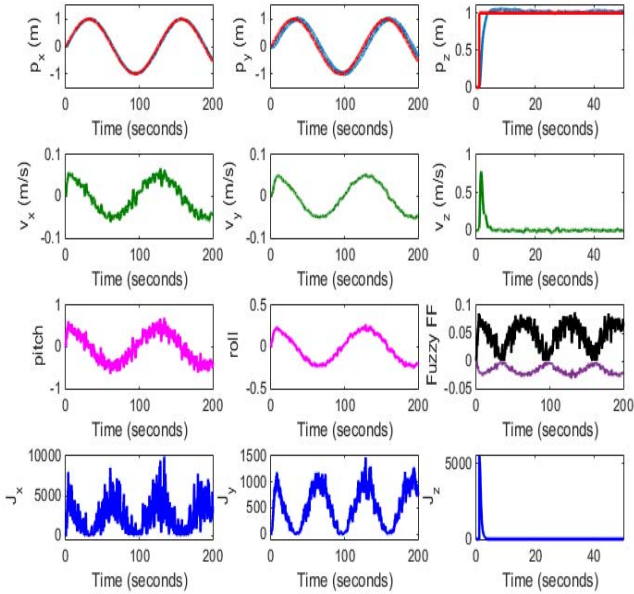 p_x (m)
1
0
-1
0 100 200
Time (seconds)
p_y (m)
1
0
-1
0 100 200
Time (seconds)
p_z (m)
1
0.5
0
0 20 40
Time (seconds)
v_x (m/s)
0.1
0
-0.1
0 100 200
Time (seconds)
v_y (m/s)
0.1
0
-0.1
0 100 200
Time (seconds)
v_z (m/s)
1
0.5
0
0 20 40
Time (seconds)
pitch
1
0
-1
0 100 200
Time (seconds)
roll
0.5
0
-0.5
0 100 200
Time (seconds)
Fuzzy FF
0.1
0.05
0
-0.05
0 100 200
Time (seconds)
J_x
10000
5000
0
0 100 200
Time (seconds)
J_y
1500
1000
500
0
0 100 200
Time (seconds)
J_z
5000
0
0 20 40
Time (seconds)